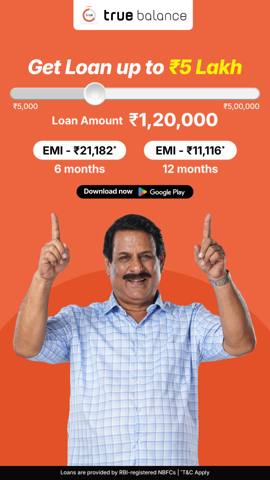 true balance
Get Loan up to ₹5 Lakh
₹5,000 ₹5,00,000
Loan Amount ₹1,20,000
EMI - ₹21,182* EMI - ₹11,116*
6 months 12 months
Download now Google Play
Loans are provided by RBI-registered NBFCs | *T&C Apply